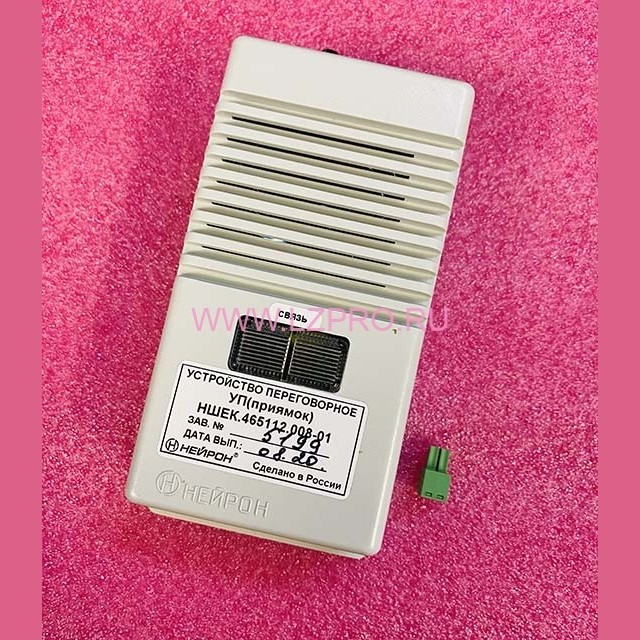 СВЯЗЬ
WWW.LZPRO.RU
УСТРОЙСТВО ПЕРЕГОВОРНОЕ
УП(приямок)
НШЕК.465112.008-01
ЗАВ. № 5198
ДАТА ВЫП.: 08.20.
Н НЕЙРОН® Сделано в России
Н НЕЙРОН